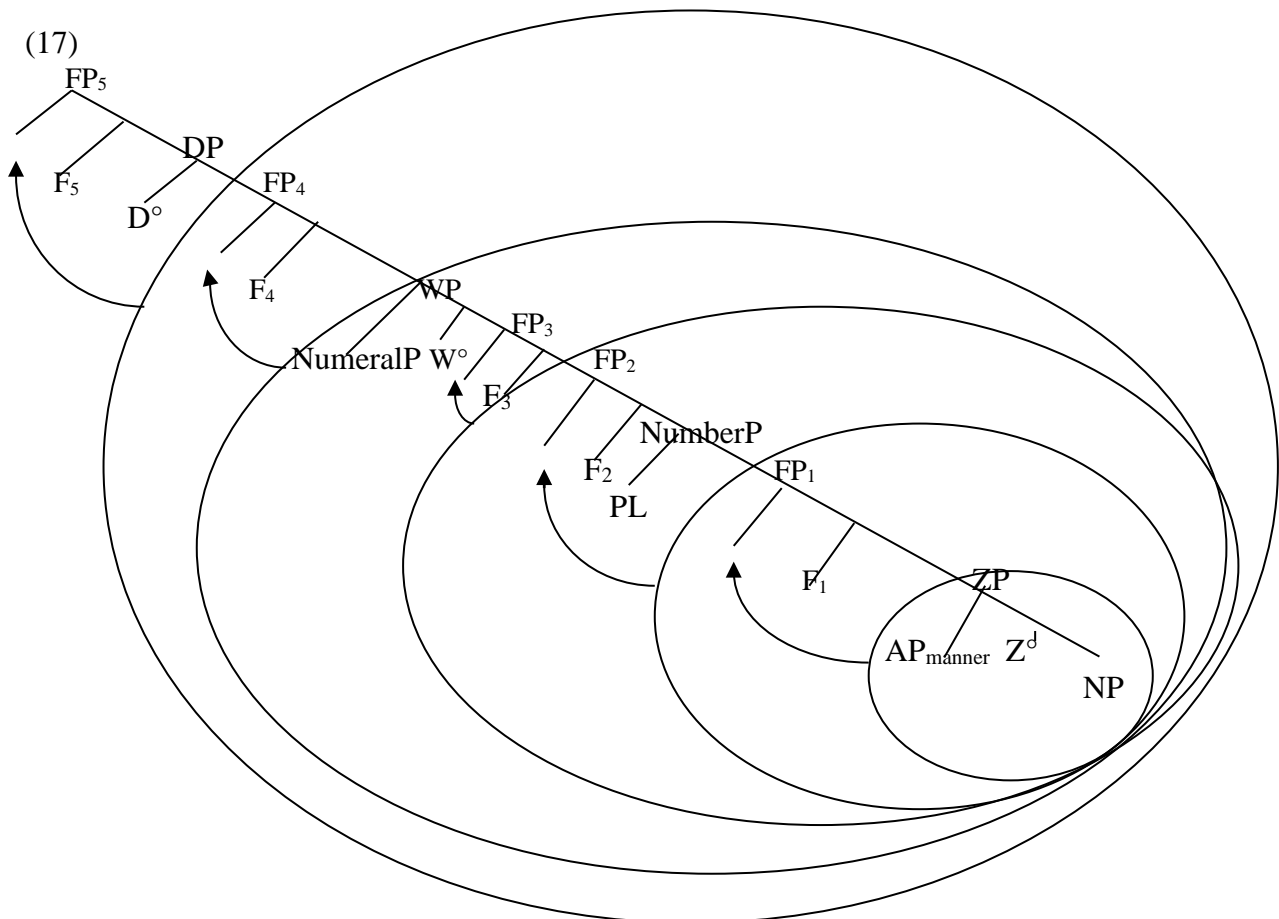 (17)
FP₅
DP
F₅
FP₄
D°
F₄
WP
FP₃
NumeralP W°
FP₂
F₃
NumberP
F₂
FP₁
PL
F₁
ZP
APmanner Z°
NP